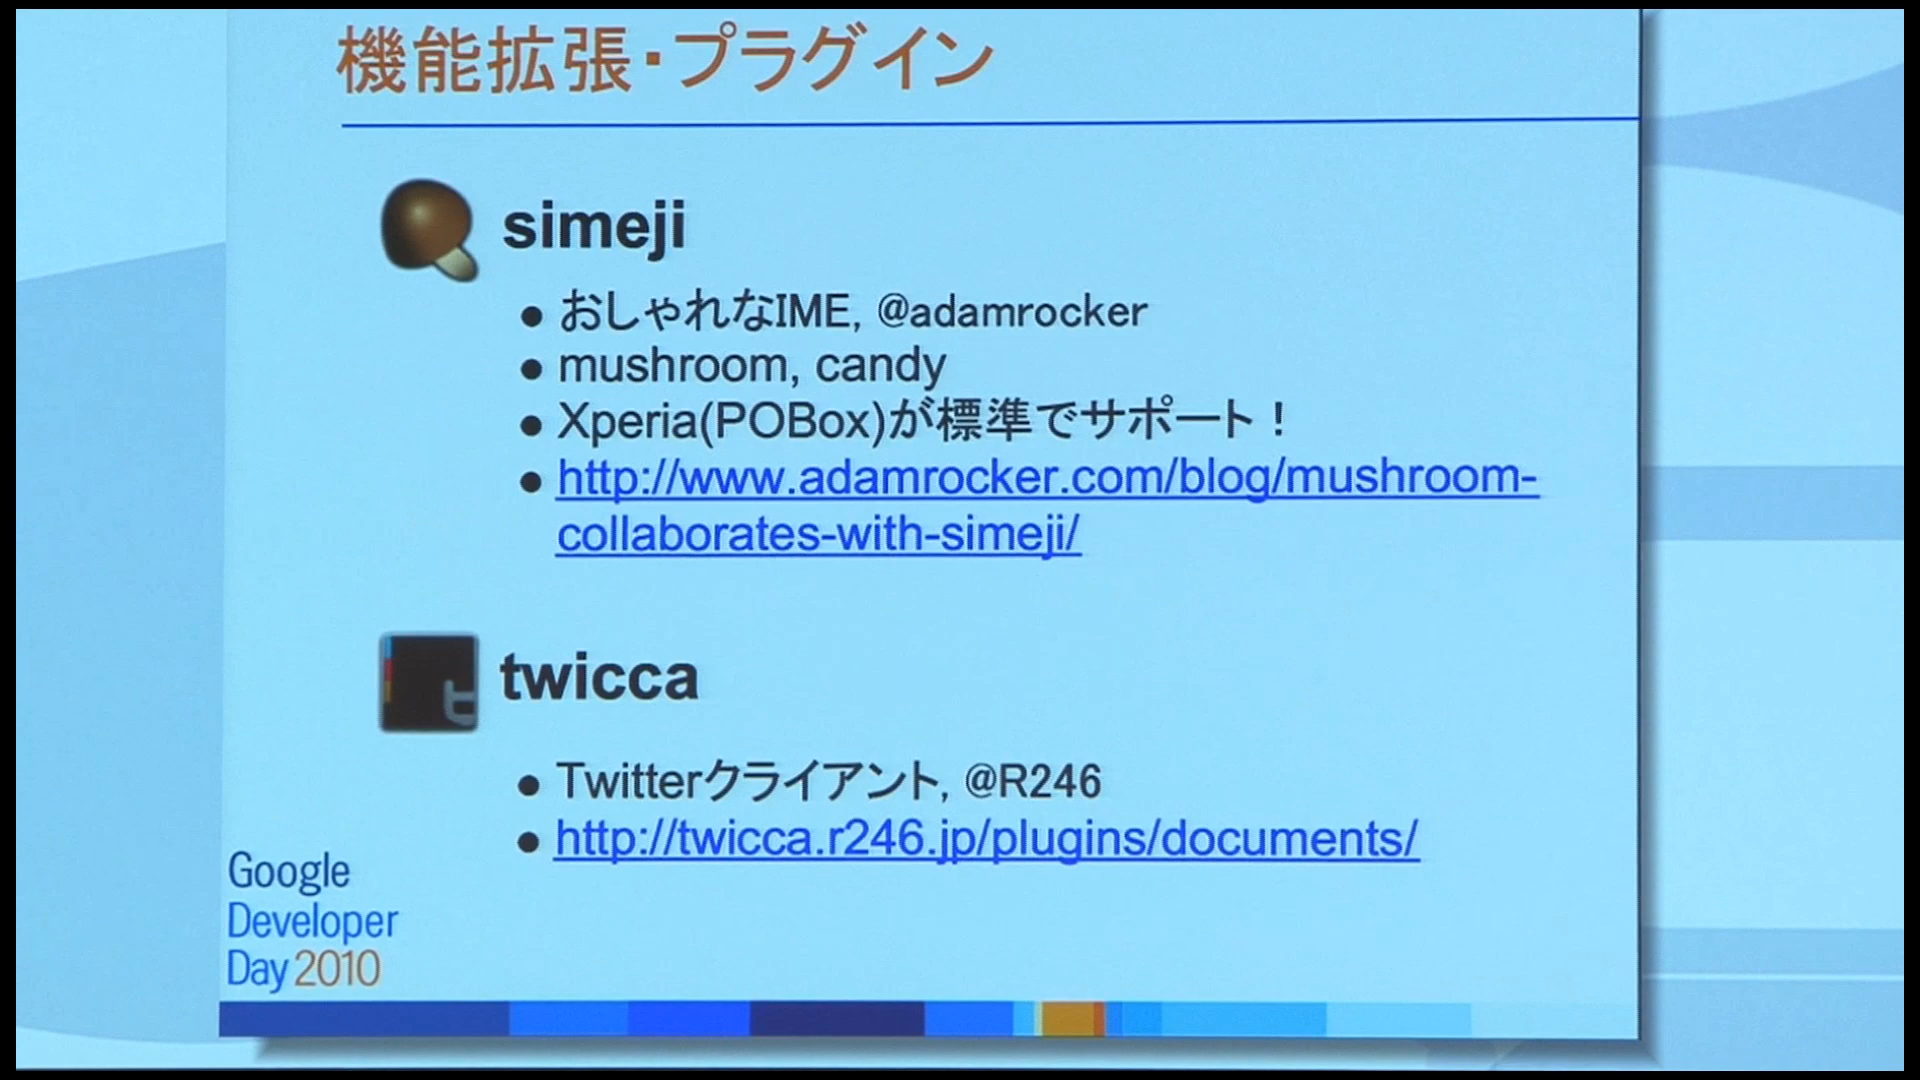 機能拡張・プラグイン
simeji
● おしゃれなIME, @adamrocker
● mushroom, candy
● Xperia(POBox)が標準でサポート！
● http://www.adamrocker.com/blog/mushroom-
collaborates-with-simeji/
twicca
● Twitterクライアント, @R246
● http://twicca.r246.jp/plugins/documents/
Google
Developer
Day 2010